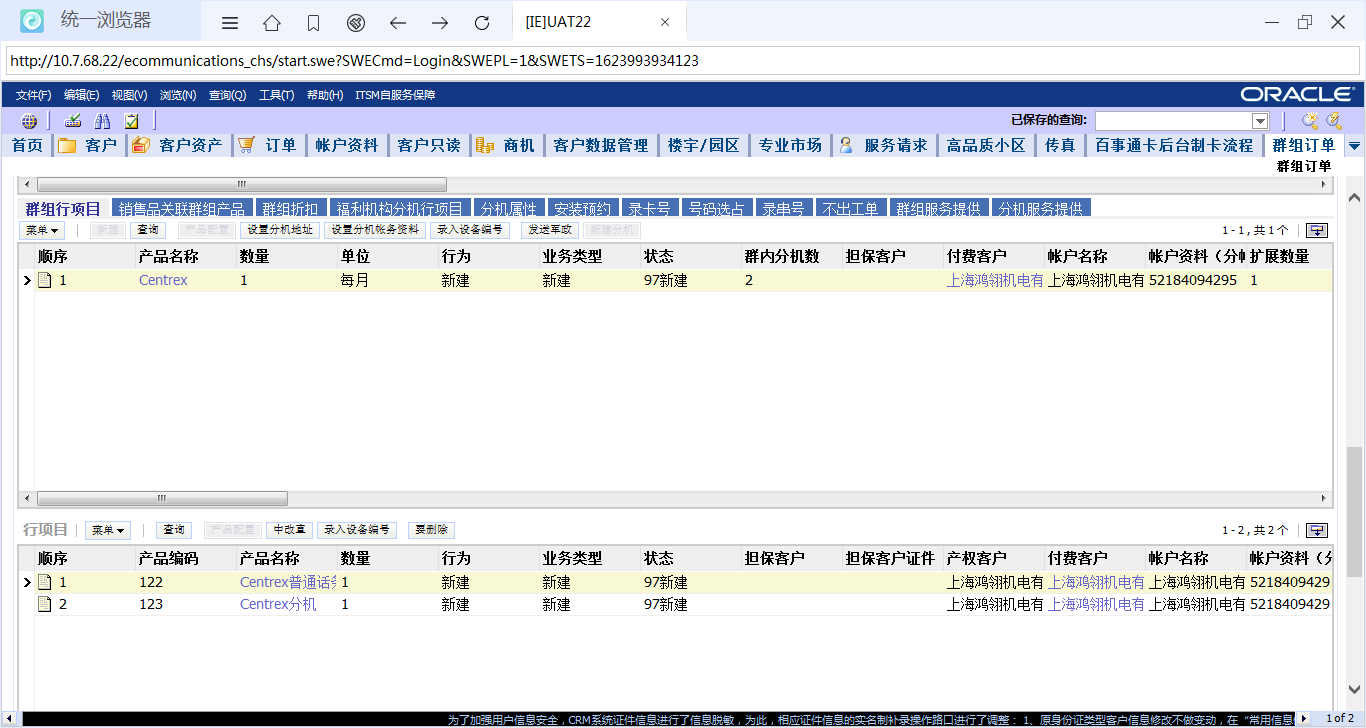 统一浏览器
[IE]UAT22
http://10.7.68.22/ecommunications_chs/start.swe?SWECmd=Login&SWEPL=1&SWETS=1623993934123
文件(F) 编辑(E) 视图(V) 浏览(N) 查询(Q) 工具(T) 帮助(H) ITSM自服务保障 ORACLE
已保存的查询:
首页 客户 客户资产 订单 帐户资料 客户只读 商机 客户数据管理 楼宇/园区 专业市场 服务请求 高品质小区 传真 百事通卡后台制卡流程 群组订单
群组订单
群组行项目 销售品关联群组产品 群组折扣 福利机构分机行项目 分机属性 安装预约 录卡号 号码选占 录串号 不出工单 群组服务提供 分机服务提供
菜单 新建 查询 产品配置 设置分机地址 设置分机帐务资料 录入设备编号 发送军政 新建分机 1-1,共1个
顺序 产品名称 数量 单位 行为 业务类型 状态 群内分机数 担保客户 付费客户 帐户名称 帐户资料（分帐 扩展数量
1 Centrex 1 每月 新建 新建 97新建 2 上海鸿翎机电有 上海鸿翎机电有 52184094295 1
行项目 菜单 查询 产品配置 中改查 录入设备编号 要删除 1-2,共2个
顺序 产品编码 产品名称 数量 行为 业务类型 状态 担保客户 担保客户证件 产权客户 付费客户 帐户名称 帐户资料（分
1 122 Centrex普通话务 1 新建 新建 97新建 上海鸿翎机电有 上海鸿翎机电有 上海鸿翎机电有 5218409429
2 123 Centrex分机 1 新建 新建 97新建 上海鸿翎机电有 上海鸿翎机电有 上海鸿翎机电有 5218409429
为了加强用户信息安全，CRM系统证件信息进行了信息脱敏，为此，相应证件信息的实名制补录操作路口进行了调整： 1、原身份证类型客户信息修改不做变动，在“常用信息 1 of 2